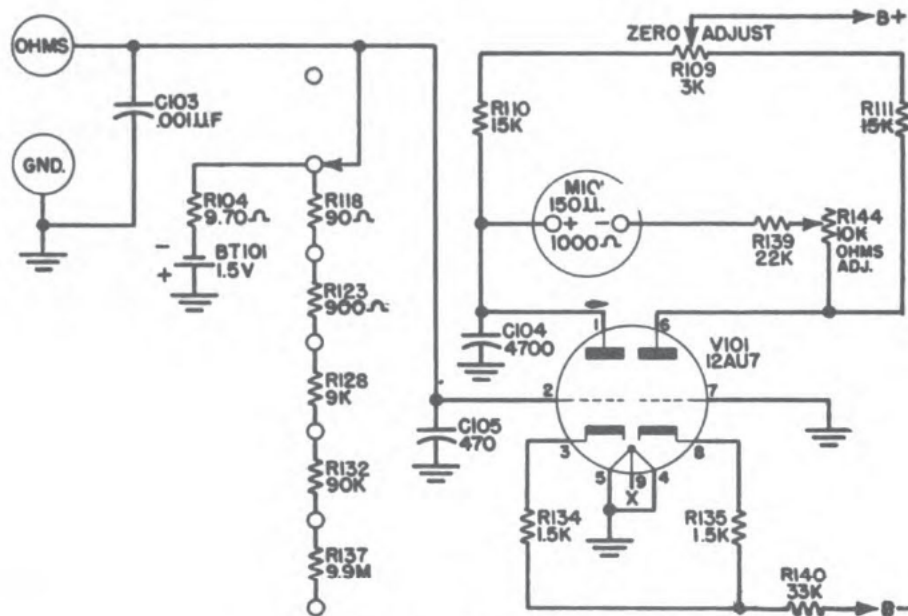 OHMS
C103
.001µF
GND.
R104
9.70Ω
-
+
BT101
1.5V
R118
90Ω
R123
900Ω
R128
9K
R132
90K
R137
9.9M
B+
ZERO ADJUST
R109
3K
R110
15K
R111
15K
M10
150µ.
+ -
1000Ω
R139
22K
R144
10K
OHMS
ADJ.
C104
4700
1
6
V101
12AU7
2
7
C105
470
3
8
5
9
4
X
R134
1.5K
R135
1.5K
R140
33K
B-